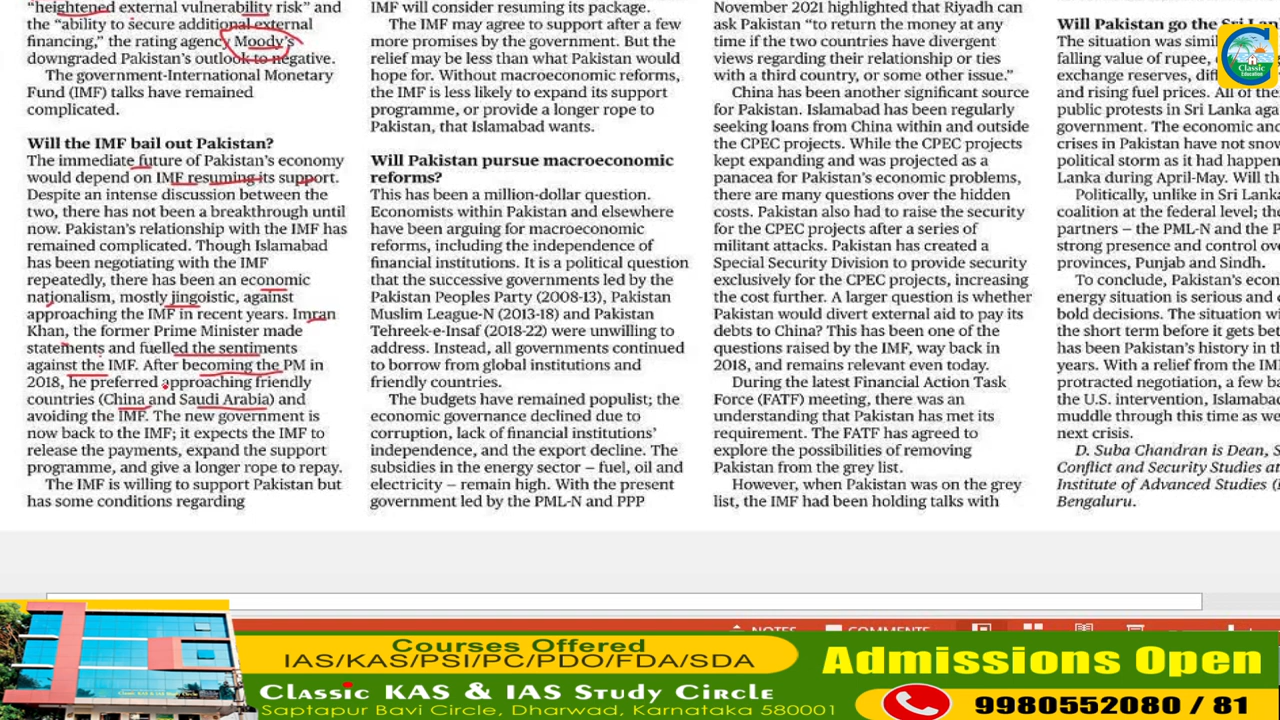 "heightened external vulnerability risk" and
the "ability to secure additional external
financing," the rating agency Moody's
downgraded Pakistan's outlook to negative.
The government-International Monetary
Fund (IMF) talks have remained
complicated.
Will the IMF bail out Pakistan?
The immediate future of Pakistan's economy
would depend on IMF resuming its support.
Despite an intense discussion between the
two, there has not been a breakthrough until
now. Pakistan's relationship with the IMF has
remained complicated. Though Islamabad
has been negotiating with the IMF
repeatedly, there has been an economic
nationalism, mostly jingoistic, against
approaching the IMF in recent years. Imran
Khan, the former Prime Minister made
statements and fuelled the sentiments
against the IMF. After becoming the PM in
2018, he preferred approaching friendly
countries (China and Saudi Arabia) and
avoiding the IMF. The new government is
now back to the IMF; it expects the IMF to
release the payments, expand the support
programme, and give a longer rope to repay.
The IMF is willing to support Pakistan but
has some conditions regarding
IMF will consider resuming its package.
The IMF may agree to support after a few
more promises by the government. But the
relief may be less than what Pakistan would
hope for. Without macroeconomic reforms,
the IMF is less likely to expand its support
programme, or provide a longer rope to
Pakistan, that Islamabad wants.
Will Pakistan pursue macroeconomic
reforms?
This has been a million-dollar question.
Economists within Pakistan and elsewhere
have been arguing for macroeconomic
reforms, including the independence of
financial institutions. It is a political question
that the successive governments led by the
Pakistan Peoples Party (2008-13), Pakistan
Muslim League-N (2013-18) and Pakistan
Tehreek-e-Insaf (2018-22) were unwilling to
address. Instead, all governments continued
to borrow from global institutions and
friendly countries.
The budgets have remained populist; the
economic governance declined due to
corruption, lack of financial institutions'
independence, and the export decline. The
subsidies in the energy sector – fuel, oil and
electricity – remain high. With the present
government led by the PML-N and PPP
November 2021 highlighted that Riyadh can
ask Pakistan "to return the money at any
time if the two countries have divergent
views regarding their relationship or ties
with a third country, or some other issue."
China has been another significant source
for Pakistan. Islamabad has been regularly
seeking loans from China within and outside
the CPEC projects. While the CPEC projects
kept expanding and was projected as a
panacea for Pakistan's economic problems,
there are many questions over the hidden
costs. Pakistan also had to raise the security
for the CPEC projects after a series of
militant attacks. Pakistan has created a
Special Security Division to provide security
exclusively for the CPEC projects, increasing
the cost further. A larger question is whether
Pakistan would divert external aid to pay its
debts to China? This has been one of the
questions raised by the IMF, way back in
2018, and remains relevant even today.
During the latest Financial Action Task
Force (FATF) meeting, there was an
understanding that Pakistan has met its
requirement. The FATF has agreed to
explore the possibilities of removing
Pakistan from the grey list.
However, when Pakistan was on the grey
list, the IMF had been holding talks with
Will Pakistan go the Sri Lan
The situation was simil
falling value of rupee,
exchange reserves, diff
and rising fuel prices. All of the
public protests in Sri Lanka aga
government. The economic and
crises in Pakistan have not snow
political storm as it had happen
Lanka during April-May. Will th
Politically, unlike in Sri Lanka
coalition at the federal level; the
partners – the PML-N and the P
strong presence and control ove
provinces, Punjab and Sindh.
To conclude, Pakistan's econ
energy situation is serious and
bold decisions. The situation wi
the short term before it gets bet
has been Pakistan's history in th
years. With a relief from the IMF
protracted negotiation, a few ba
the U.S. intervention, Islamabad
muddle through this time as we
next crisis.
D. Suba Chandran is Dean, S
Conflict and Security Studies at
Institute of Advanced Studies (
Bengaluru.
Classic
Education
NOTES
COMMENTS
Courses Offered
IAS/KAS/PSI/PC/PDO/FDA/SDA
Classic KAS & IAS Study Circle
Saptapur Bavi Circle, Dharwad, Karnataka 580001
Admissions Open
9980552080 / 81